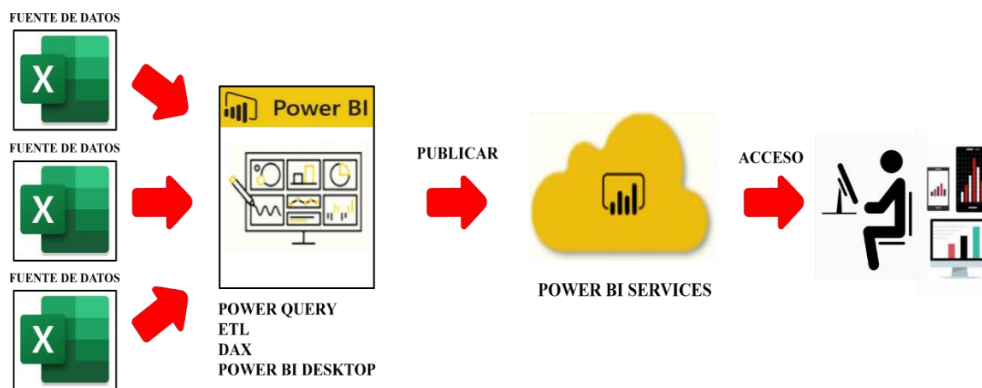 FUENTE DE DATOS
X
FUENTE DE DATOS
X
FUENTE DE DATOS
X
Power BI
POWER QUERY
ETL
DAX
POWER BI DESKTOP
PUBLICAR
POWER BI SERVICES
ACCESO